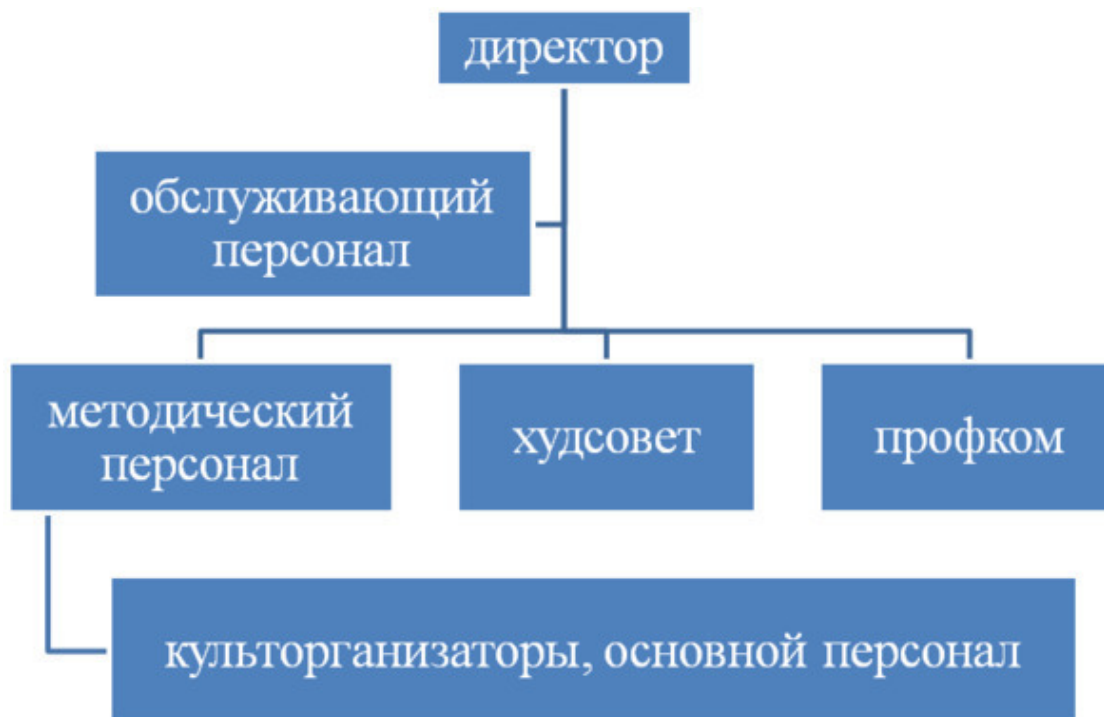 директор
обслуживающий
персонал
методический
персонал
худсовет
профком
культорганизаторы, основной персонал